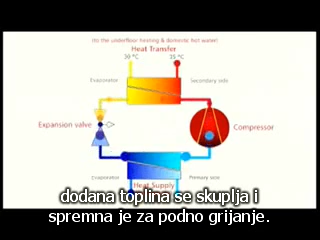 (to the underfloor heating & domestic hot water)
Heat Transfer
30 °C
35 °C
Evaporator
Secondary side
Expansion valve
Compressor
Evaporator
Primary side
Heat Supply
dodana toplina se skuplja i
spremna je za podno grijanje.